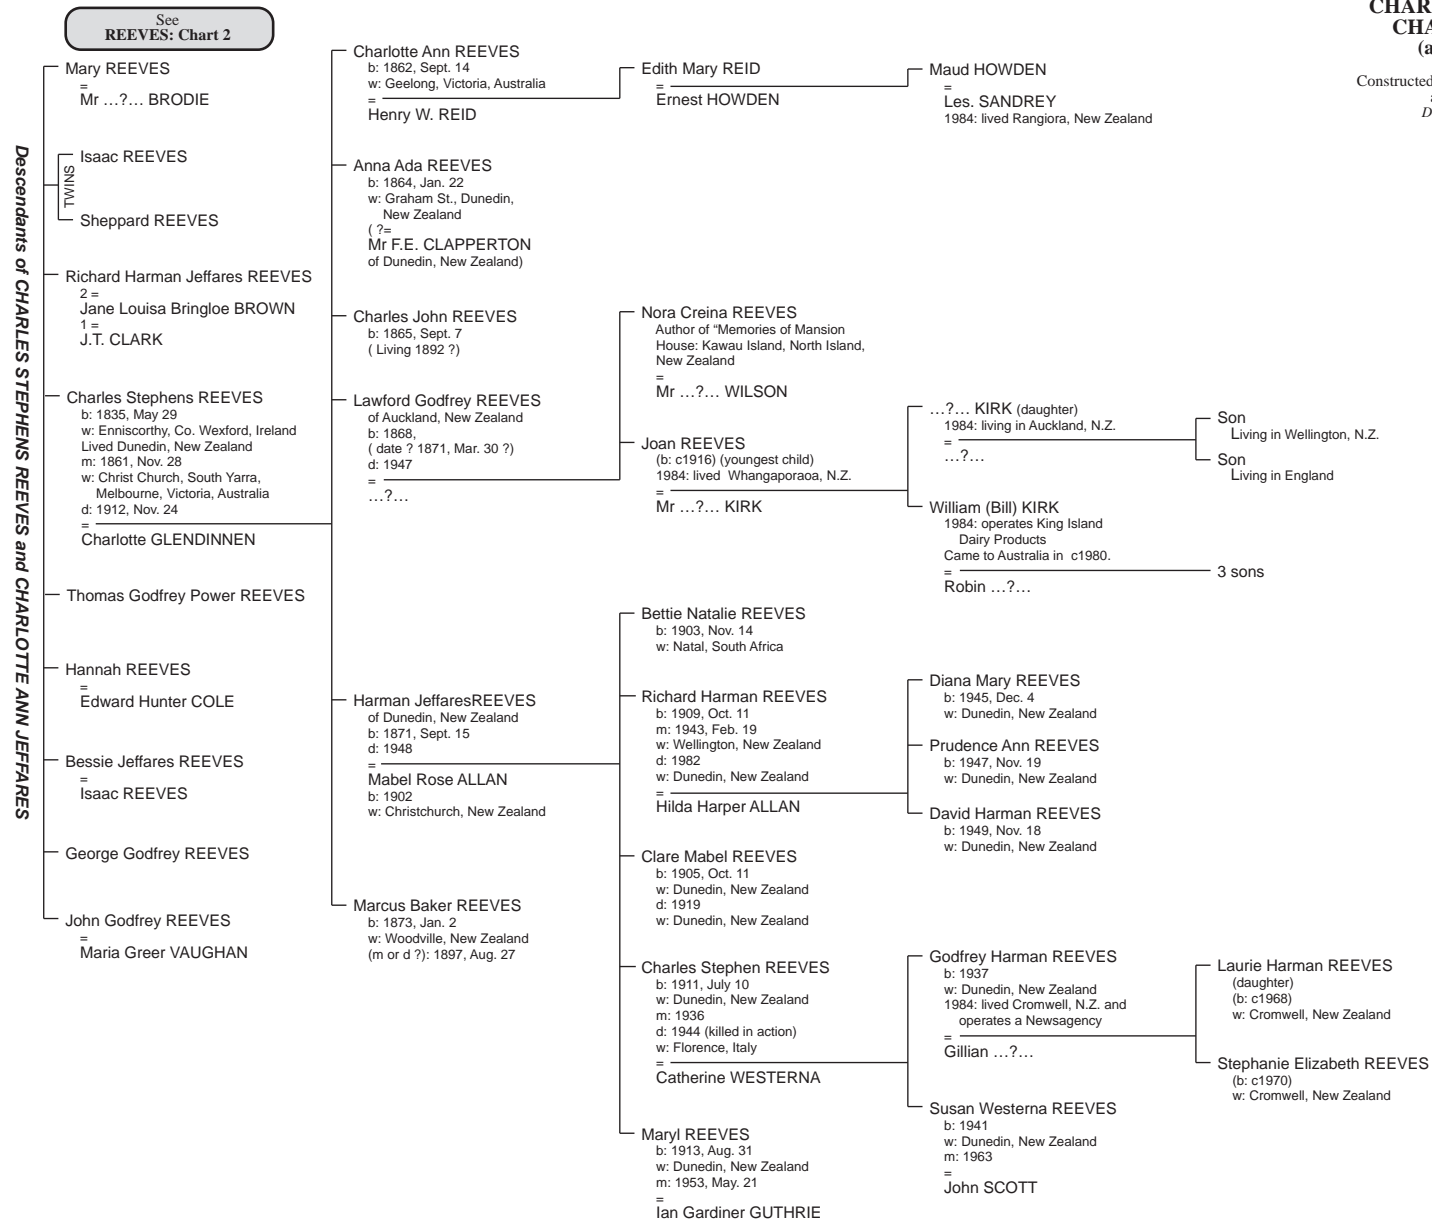 See
REEVES: Chart 2
CHAR
CHA
(a
Constructed
a
D
Descendants of CHARLES STEPHENS REEVES and CHARLOTTE ANN JEFFARES
Mary REEVES
=
Mr …?… BRODIE
TWINS
Isaac REEVES
Sheppard REEVES
Richard Harman Jeffares REEVES
2 =
Jane Louisa Bringloe BROWN
1 =
J.T. CLARK
Charles Stephens REEVES
b: 1835, May 29
w: Enniscorthy, Co. Wexford, Ireland
Lived Dunedin, New Zealand
m: 1861, Nov. 28
w: Christ Church, South Yarra,
Melbourne, Victoria, Australia
d: 1912, Nov. 24
=
Charlotte GLENDINNEN
Thomas Godfrey Power REEVES
Hannah REEVES
=
Edward Hunter COLE
Bessie Jeffares REEVES
=
Isaac REEVES
George Godfrey REEVES
John Godfrey REEVES
=
Maria Greer VAUGHAN
Charlotte Ann REEVES
b: 1862, Sept. 14
w: Geelong, Victoria, Australia
=
Henry W. REID
Anna Ada REEVES
b: 1864, Jan. 22
w: Graham St., Dunedin,
New Zealand
( ?=
Mr F.E. CLAPPERTON
of Dunedin, New Zealand)
Charles John REEVES
b: 1865, Sept. 7
( Living 1892 ?)
Lawford Godfrey REEVES
of Auckland, New Zealand
b: 1868,
( date ? 1871, Mar. 30 ?)
d: 1947
=
…?…
Harman JeffaresREEVES
of Dunedin, New Zealand
b: 1871, Sept. 15
d: 1948
=
Mabel Rose ALLAN
b: 1902
w: Christchurch, New Zealand
Marcus Baker REEVES
b: 1873, Jan. 2
w: Woodville, New Zealand
(m or d ?): 1897, Aug. 27
Edith Mary REID
=
Ernest HOWDEN
Nora Creina REEVES
Author of “Memories of Mansion
House: Kawau Island, North Island,
New Zealand
=
Mr …?… WILSON
Joan REEVES
(b: c1916) (youngest child)
1984: lived Whangaporaoa, N.Z.
=
Mr …?… KIRK
Bettie Natalie REEVES
b: 1903, Nov. 14
w: Natal, South Africa
Richard Harman REEVES
b: 1909, Oct. 11
m: 1943, Feb. 19
w: Wellington, New Zealand
d: 1982
w: Dunedin, New Zealand
=
Hilda Harper ALLAN
Clare Mabel REEVES
b: 1905, Oct. 11
w: Dunedin, New Zealand
d: 1919
w: Dunedin, New Zealand
Charles Stephen REEVES
b: 1911, July 10
w: Dunedin, New Zealand
m: 1936
d: 1944 (killed in action)
w: Florence, Italy
=
Catherine WESTERNA
Maryl REEVES
b: 1913, Aug. 31
w: Dunedin, New Zealand
m: 1953, May. 21
=
Ian Gardiner GUTHRIE
Maud HOWDEN
=
Les. SANDREY
1984: lived Rangiora, New Zealand
…?… KIRK (daughter)
1984: living in Auckland, N.Z.
=
…?…
William (Bill) KIRK
1984: operates King Island
Dairy Products
Came to Australia in c1980.
=
Robin …?…
Diana Mary REEVES
b: 1945, Dec. 4
w: Dunedin, New Zealand
Prudence Ann REEVES
b: 1947, Nov. 19
w: Dunedin, New Zealand
David Harman REEVES
b: 1949, Nov. 18
w: Dunedin, New Zealand
Godfrey Harman REEVES
b: 1937
w: Dunedin, New Zealand
1984: lived Cromwell, N.Z. and
operates a Newsagency
=
Gillian …?…
Susan Westerna REEVES
b: 1941
w: Dunedin, New Zealand
m: 1963
=
John SCOTT
Son
Living in Wellington, N.Z.
Son
Living in England
3 sons
Laurie Harman REEVES
(daughter)
(b: c1968)
w: Cromwell, New Zealand
Stephanie Elizabeth REEVES
(b: c1970)
w: Cromwell, New Zealand